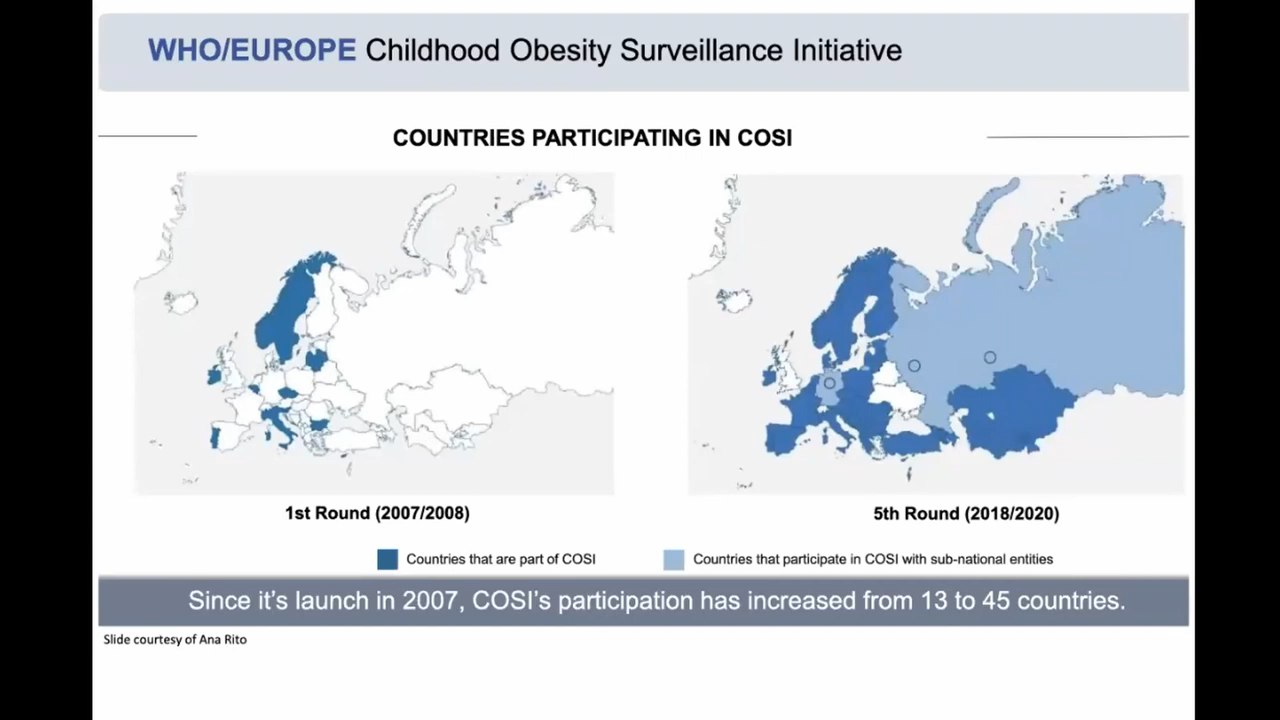 WHO/EUROPE Childhood Obesity Surveillance Initiative
COUNTRIES PARTICIPATING IN COSI
1st Round (2007/2008)
5th Round (2018/2020)
Countries that are part of COSI
Countries that participate in COSI with sub-national entities
Since it’s launch in 2007, COSI’s participation has increased from 13 to 45 countries.
Slide courtesy of Ana Rito